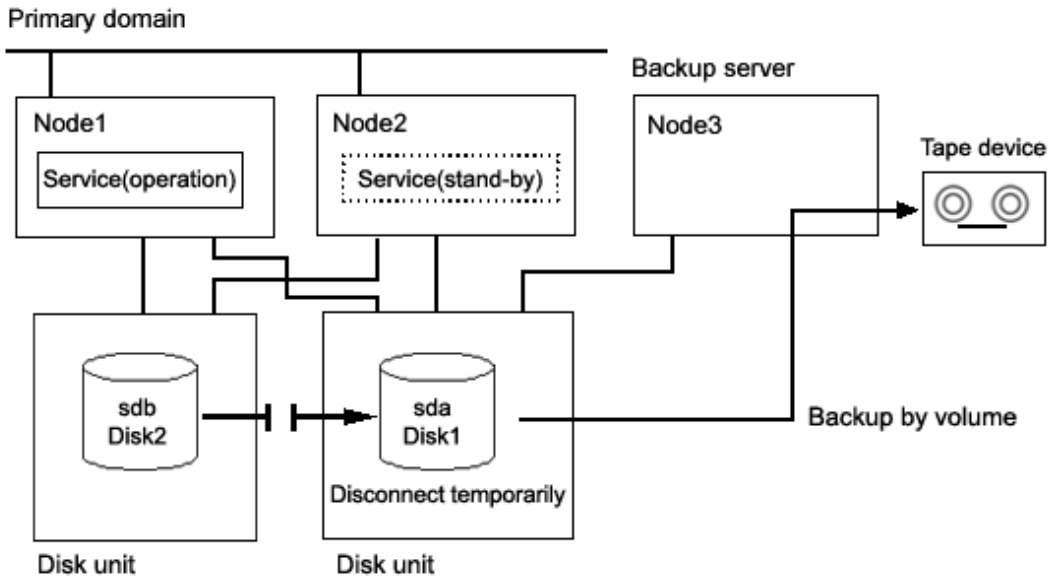 Primary domain
Backup server
Node1
Node2
Node3
Tape device
Service(operation)
Service(stand-by)
sdb
Disk2
sda
Disk1
Backup by volume
Disconnect temporarily
Disk unit
Disk unit